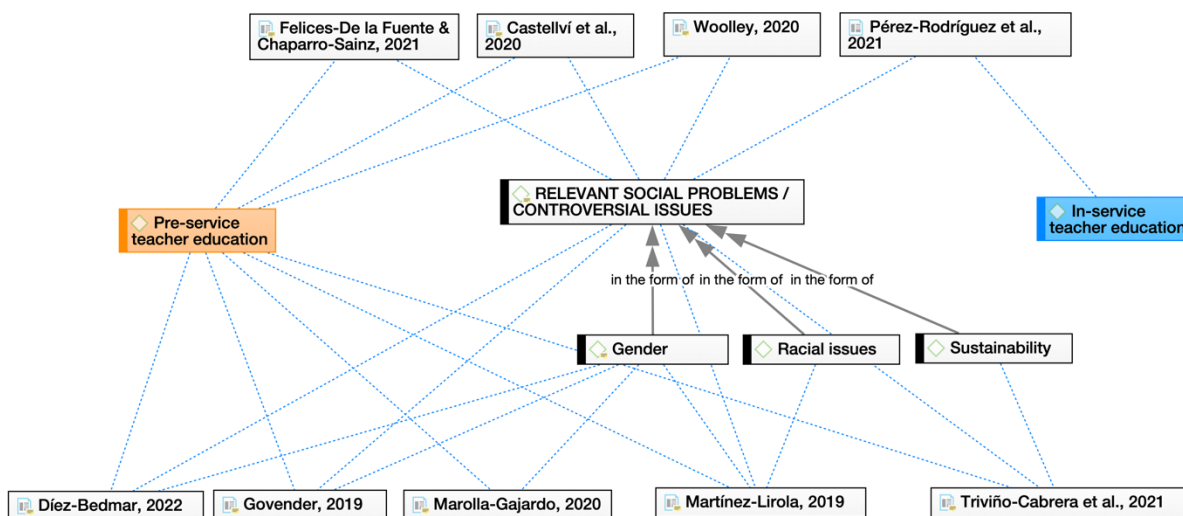 Felices-De la Fuente &
Chaparro-Sainz, 2021
Castellví et al.,
2020
Woolley, 2020
Pérez-Rodríguez et al.,
2021
Pre-service
teacher education
RELEVANT SOCIAL PROBLEMS /
CONTROVERSIAL ISSUES
In-service
teacher education
in the form of
in the form of
in the form of
Gender
Racial issues
Sustainability
Díez-Bedmar, 2022
Govender, 2019
Marolla-Gajardo, 2020
Martínez-Lirola, 2019
Triviño-Cabrera et al., 2021